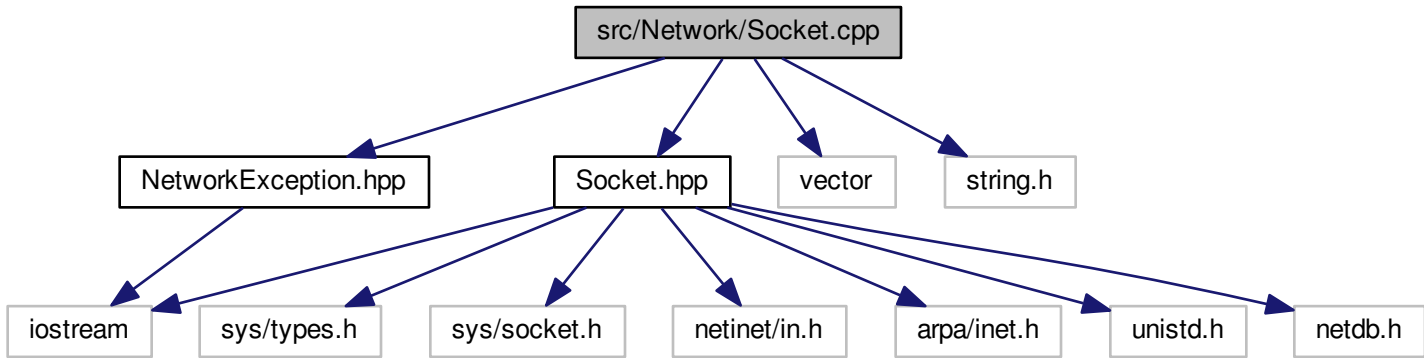 src/Network/Socket.cpp
NetworkException.hpp
Socket.hpp
vector
string.h
iostream
sys/types.h
sys/socket.h
netinet/in.h
arpa/inet.h
unistd.h
netdb.h